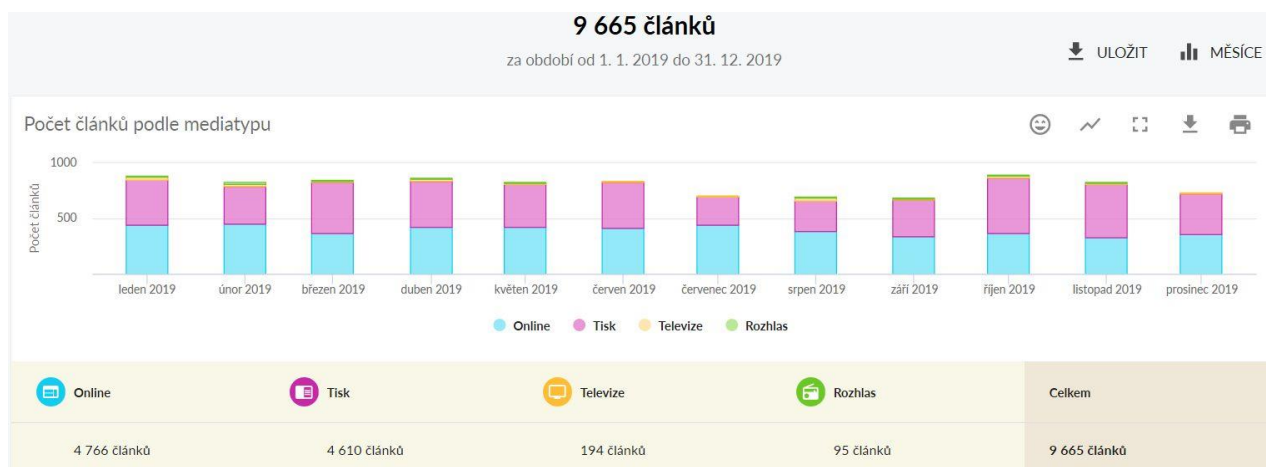 9 665 článků
za období od 1. 1. 2019 do 31. 12. 2019
ULOŽIT
MĚSÍCE
Počet článků podle mediatypu
1000
500
Počet článků
leden 2019 únor 2019 březen 2019 duben 2019 květen 2019 červen 2019 červenec 2019 srpen 2019 září 2019 říjen 2019 listopad 2019 prosinec 2019
Online Tisk Televize Rozhlas
Online Tisk Televize Rozhlas Celkem
4 766 článků 4 610 článků 194 článků 95 článků 9 665 článků